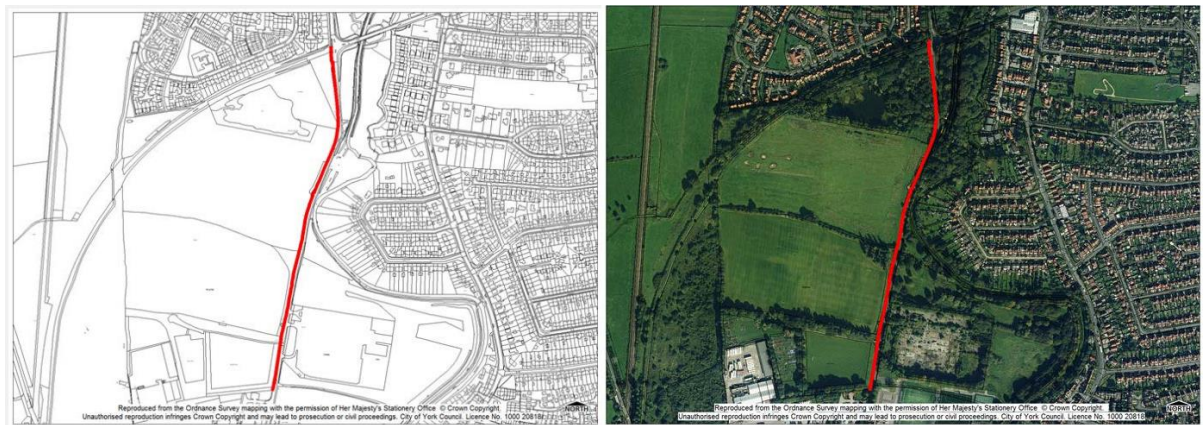 Reproduced from the Ordnance Survey mapping with the permission of Her Majesty's Stationery Office © Crown Copyright.
Unauthorised reproduction infringes Crown Copyright and may lead to prosecution or civil proceedings. City of York Council. Licence No. 1000 20818
NORTH
Reproduced from the Ordnance Survey mapping with the permission of Her Majesty's Stationery Office © Crown Copyright.
Unauthorised reproduction infringes Crown Copyright and may lead to prosecution or civil proceedings. City of York Council. Licence No. 1000 20818
NORTH